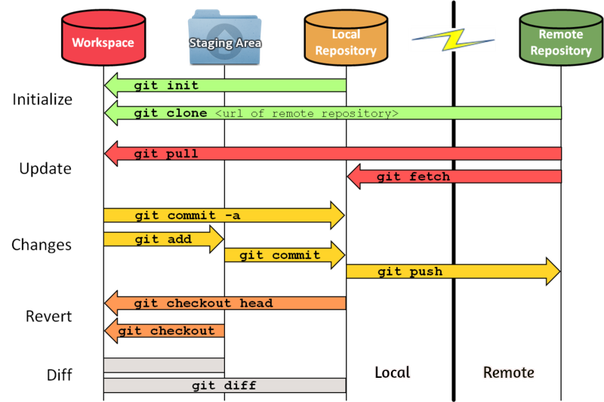 Workspace
Staging Area
Local
Repository
Remote
Repository
Initialize
git init
git clone <url of remote repository>
Update
git pull
git fetch
Changes
git commit -a
git add
git commit
git push
Revert
git checkout head
git checkout
Diff
git diff
Local
Remote